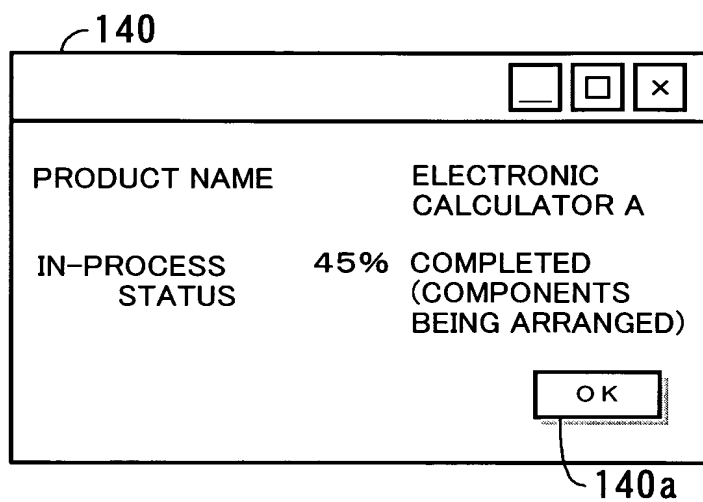 140
PRODUCT NAME
ELECTRONIC
CALCULATOR A
IN-PROCESS
STATUS
45% COMPLETED
(COMPONENTS
BEING ARRANGED)
OK
140a